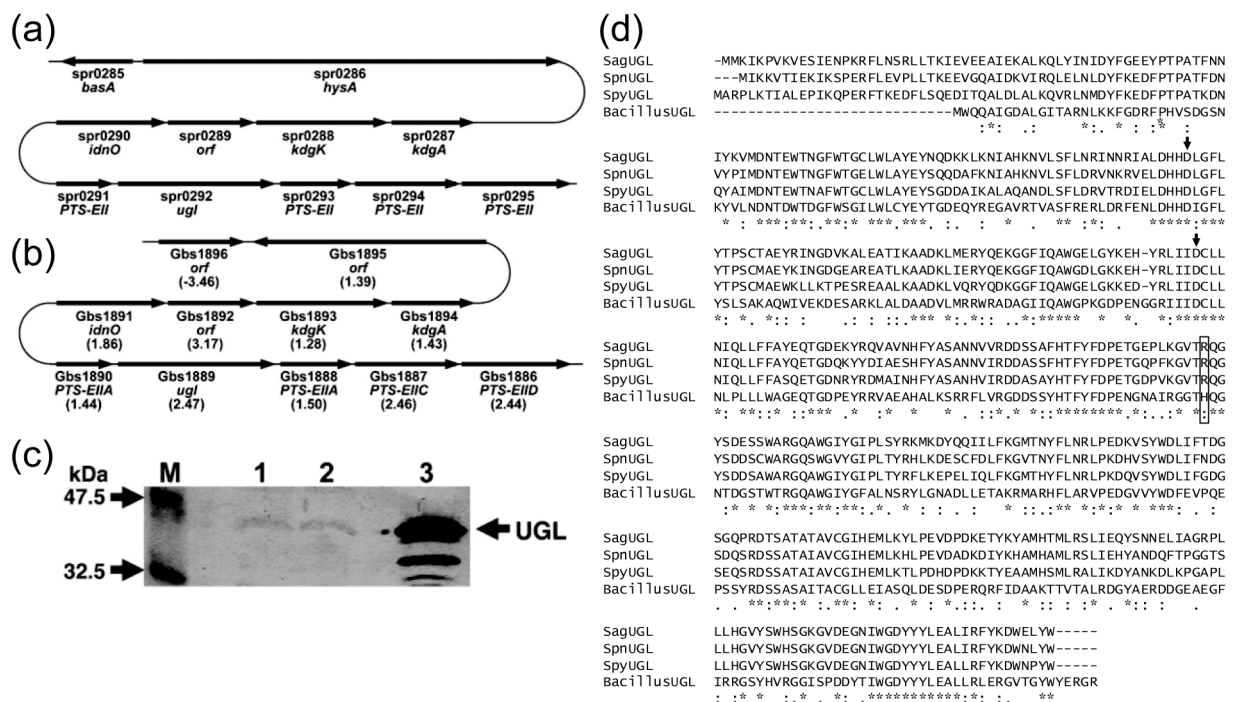 (a)
spr0285 spr0286
basA hysA
spr0290 spr0289 spr0288 spr0287
idnO orf kdgK kdgA
spr0291 spr0292 spr0293 spr0294 spr0295
PTS-EII ugl PTS-EII PTS-EII PTS-EII
(b)
Gbs1896 Gbs1895
orf orf
(-3.46) (1.39)
Gbs1891 Gbs1892 Gbs1893 Gbs1894
idnO orf kdgK kdgA
(1.86) (3.17) (1.28) (1.43)
Gbs1890 Gbs1889 Gbs1888 Gbs1887 Gbs1886
PTS-EIIA ugl PTS-EIIA PTS-EIIC PTS-EIID
(1.44) (2.47) (1.50) (2.46) (2.44)
(c)
kDa M 1 2 3
47.5
UGL
32.5
(d)
SagUGL -MMKIKPVKVESIENPKRFLNSRLLTKIEVEEAIEKALKQLYINIDYFGEEYPTPATFNN
SpnUGL ---MIKKVTIEKIKSPERFLEVPLLTKEEVGQAIDKVIRQLELNLDYFKEDFPTPATFDN
SpyUGL MARPLKTIALEPIKQPERFTKEDFLSQEDITQALDLALKQVRLNMDYFKEDFPTPATKDN
BacillusUGL ----------------------------MWQQAIGDALGITARNLKKFGDRFPHVSDGSN
SagUGL IYKVMDNTEWTNGFWTGCLWLAYEYNQDKKLKNIAHKNVLSFLNRINNRIALDHHDLGFL
SpnUGL VYPIMDNTEWTNGFWTGELWLAYEYSQQDAFKNIAHKNVLSFLDRVNKRVELDHHDLGFL
SpyUGL QYAIMDNTEWTNAFWTGCLWLAYEYSGDDAIKALAQANDLSFLDRVTRDIELDHHDLGFL
BacillusUGL KYVLNDNTDWTDGFWSGILWLCYEYTGDEQYREGAVRTVASFRERLDRFENLDHHDIGFL
SagUGL YTPSCTAEYRINGDVKALEATIKAADKLMERYQEKGGFIQAWGELGYKEH-YRLIIDCLL
SpnUGL YTPSCMAEYKINGDGEAREATLKAADKLIERYQEKGGFIQAWGDLGKKEH-YRLIIDCLL
SpyUGL YTPSCMAEWKLLKTPESREAALKAADKLVQRYQDKGGFIQAWGELGKKED-YRLIIDCLL
BacillusUGL YSLSAKAQWIVEKDESARKLALDAADVLMRRWRADAGIIQAWGPKGDPENGGRIIIDCLL
SagUGL NIQLLFFAYEQTGDEKYRQVAVNHFYASANNVVRDDSSAFHTFYFDPETGEPLKGVTRQG
SpnUGL NIQLLFFAYEQTGDQKYYDIAESHFYASANNVIRDDSSAFHTFYFDPETGQPFKGVTRQG
SpyUGL NIQLLFFASQETGDNRYRDMAINHFYASANHVIRDDASAYHTFYFDPETGDPVKGVTRQG
BacillusUGL NLPLLLWAGEQTGDPEYRRVAEAHALKSRRFLVRGDDSSYHTFYFDPENGNAIRGGTHQG
SagUGL YSDESSWARGQAWGIYGIPLSYRKMKDYQQIILFKGMTNYFLNRLPEDKVSYWDLIFTDG
SpnUGL YSDDSCWARGQSWGVYGIPLTYRHLKDESCFDLFKGVTNYFLNRLPKDHVSYWDLIFNDG
SpyUGL YSDDSAWARGQAWGIYGIPLTYRFLKEPELIQLFKGMTHYFLNRLPKDQVSYWDLIFGDG
BacillusUGL NTDGSTWTRGQAWGIYGFALNSRYLGNADLLETAKRMARHFLARVPEDGVVYWDFEVPQE
SagUGL SGQPRDTSATATAVCGIHEMLKYLPEVDPDKETYKYAMHTMLRSLIEQYSNNELIAGRPL
SpnUGL SDQSRDSSATAIAVCGIHEMLKHLPEVDADKDIYKHAMHAMLRSLIEHYANDQFTPGGTS
SpyUGL SEQSRDSSATAIAVCGIHEMLKTLPDHDPDKKTYEAAMHSMLRALIKDYANKDLKPGAPL
BacillusUGL PSSYRDSSASAITACGLLEIASQLDESDPERQRFIDAAKTTVTALRDGYAERDDGEAEGF
SagUGL LLHGVYSWHSGKGVDEGNIWGDYYYLEALIRFYKDWELYW-----
SpnUGL LLHGVYSWHSGKGVDEGNIWGDYYYLEALIRFYKDWNLYW-----
SpyUGL LLHGVYSWHSGKGVDEGNIWGDYYYLEALLRFYKDWNPYW-----
BacillusUGL IRRGSYHVRGGISPDDYTIWGDYYYLEALLRLERGVTGYWYERGR